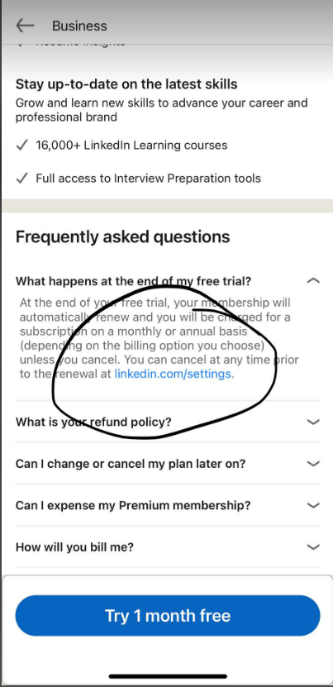 Business
Stay up-to-date on the latest skills
Grow and learn new skills to advance your career and
professional brand
✓ 16,000+ LinkedIn Learning courses
✓ Full access to Interview Preparation tools
Frequently asked questions
What happens at the end of my free trial?
At the end of your free trial, your membership will
automatically renew and you will be charged for a
subscription on a monthly or annual basis
(depending on the billing option you choose)
unless you cancel. You can cancel at any time prior
to the renewal at linkedin.com/settings.
What is your refund policy?
Can I change or cancel my plan later on?
Can I expense my Premium membership?
How will you bill me?
Try 1 month free